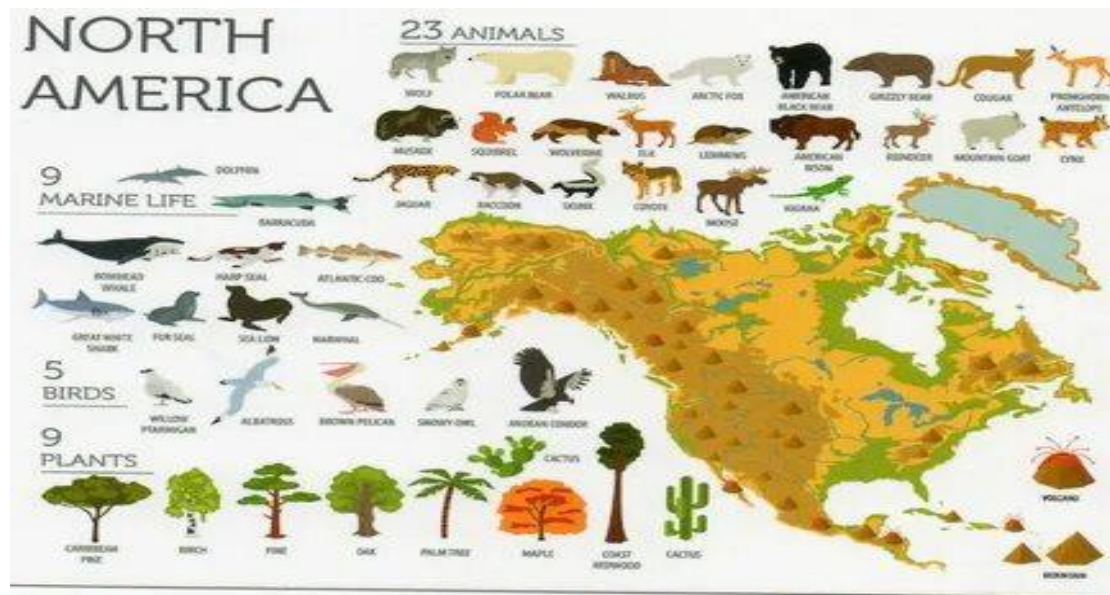 NORTH
AMERICA
23 ANIMALS
WOLF
POLAR BEAR
WALRUS
ARCTIC FOX
AMERICAN
BLACK BEAR
GRIZZLY BEAR
COUGAR
PRONGHORN
ANTELOPE
MUSKOX
SQUIRREL
WOLVERINE
ELK
LEMMING
AMERICAN
BISON
REINDEER
MOUNTAIN GOAT
LYNX
JAGUAR
RACCOON
SKUNK
COYOTE
MOOSE
IGUANA
9
MARINE LIFE
DOLPHIN
BARRACUDA
BOWHEAD
WHALE
HARP SEAL
ATLANTIC COD
GREAT WHITE
SHARK
FUR SEAL
SEA LION
NARWHAL
5
BIRDS
WILLOW
PTARMIGAN
ALBATROSS
BROWN PELICAN
SNOWY OWL
ANDEAN CONDOR
9
PLANTS
CACTUS
CARIBBEAN
PINE
BIRCH
PINE
OAK
PALM TREE
MAPLE
COAST
REDWOOD
CACTUS
VOLCANO
MOUNTAIN